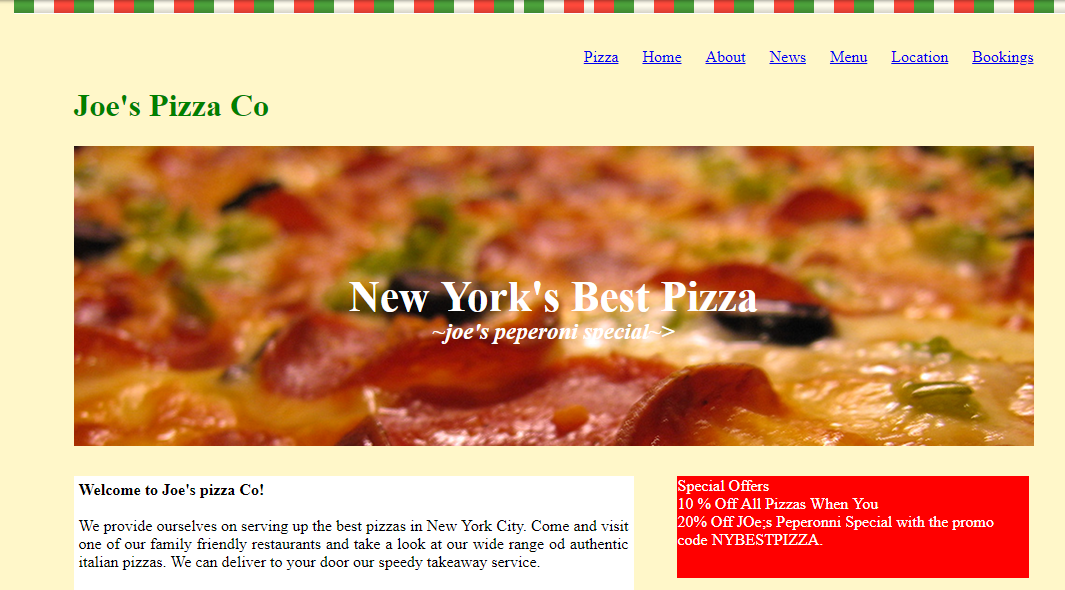 Pizza Home About News Menu Location Bookings
Joe's Pizza Co
New York's Best Pizza
~joe's peperoni special~>
Welcome to Joe's pizza Co!
We provide ourselves on serving up the best pizzas in New York City. Come and visit
one of our family friendly restaurants and take a look at our wide range od authentic
italian pizzas. We can deliver to your door our speedy takeaway service.
Special Offers
10 % Off All Pizzas When You
20% Off JOe;s Peperonni Special with the promo
code NYBESTPIZZA.